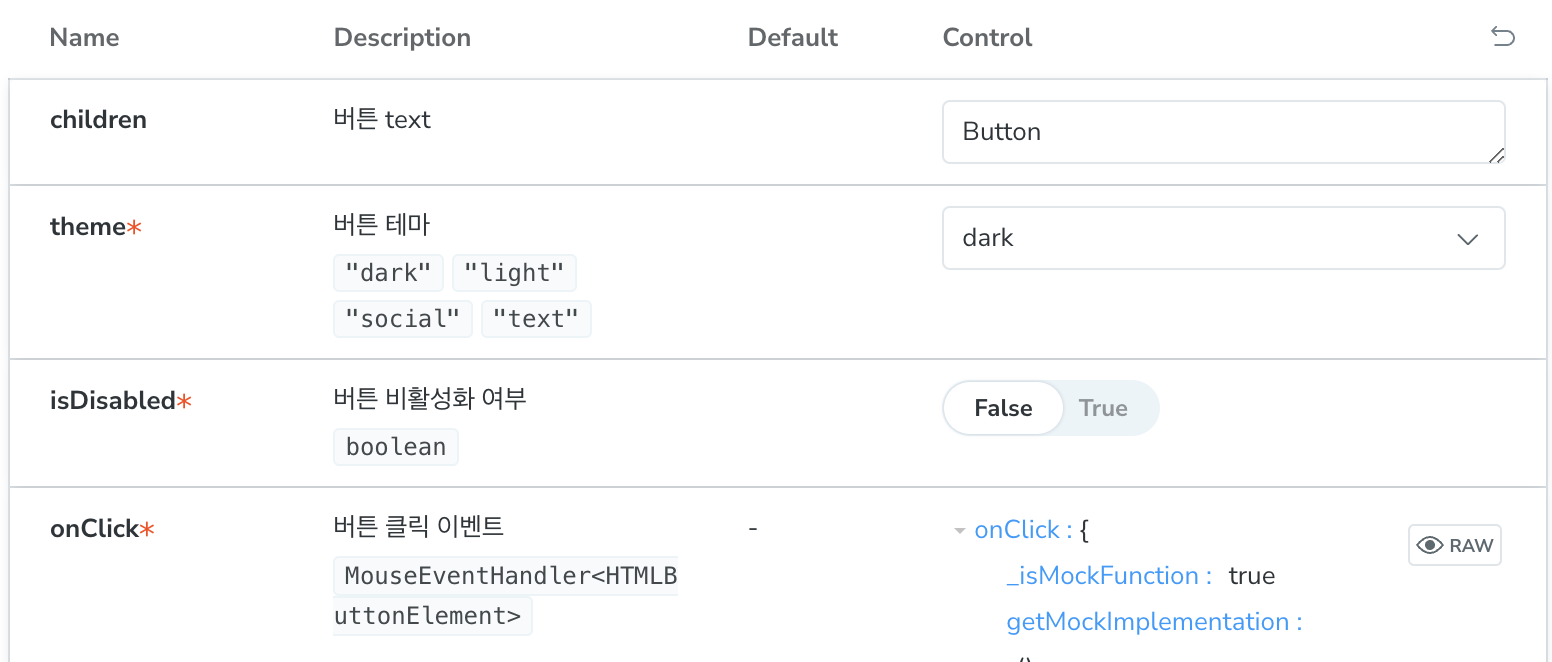 Name Description Default Control
children 버튼 text Button
theme* 버튼 테마 dark
"dark" "light"
"social" "text"
isDisabled* 버튼 비활성화 여부 False True
boolean
onClick* 버튼 클릭 이벤트 - onClick : {
RAW
MouseEventHandler<HTMLB
_isMockFunction : true
uttonElement>
getMockImplementation :